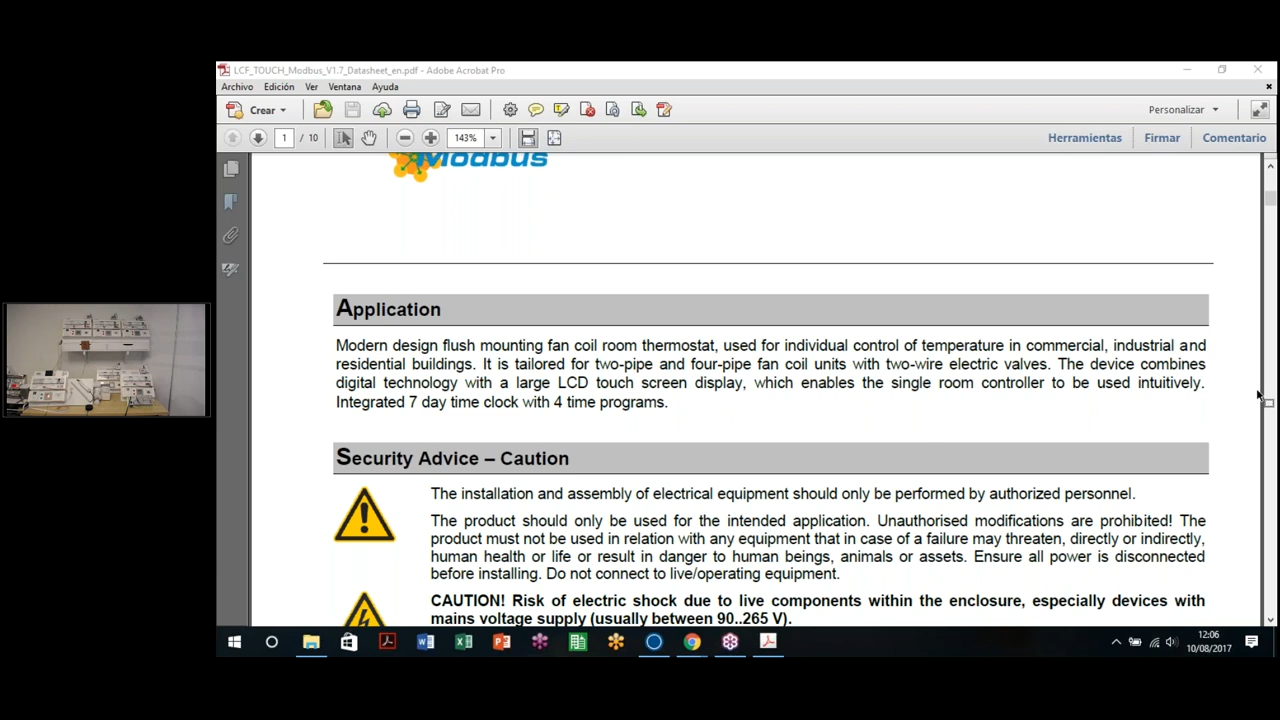 LCF_TOUCH_Modbus_V1.7_Datasheet_en.pdf - Adobe Acrobat Pro
Archivo Edición Ver Ventana Ayuda
Crear
Personalizar
1 / 10
143%
Herramientas Firmar Comentario
Modbus
Application
Modern design flush mounting fan coil room thermostat, used for individual control of temperature in commercial, industrial and
residential buildings. It is tailored for two-pipe and four-pipe fan coil units with two-wire electric valves. The device combines
digital technology with a large LCD touch screen display, which enables the single room controller to be used intuitively.
Integrated 7 day time clock with 4 time programs.
Security Advice – Caution
The installation and assembly of electrical equipment should only be performed by authorized personnel.
The product should only be used for the intended application. Unauthorised modifications are prohibited! The
product must not be used in relation with any equipment that in case of a failure may threaten, directly or indirectly,
human health or life or result in danger to human beings, animals or assets. Ensure all power is disconnected
before installing. Do not connect to live/operating equipment.
CAUTION! Risk of electric shock due to live components within the enclosure, especially devices with
mains voltage supply (usually between 90..265 V).
12:06
10/08/2017